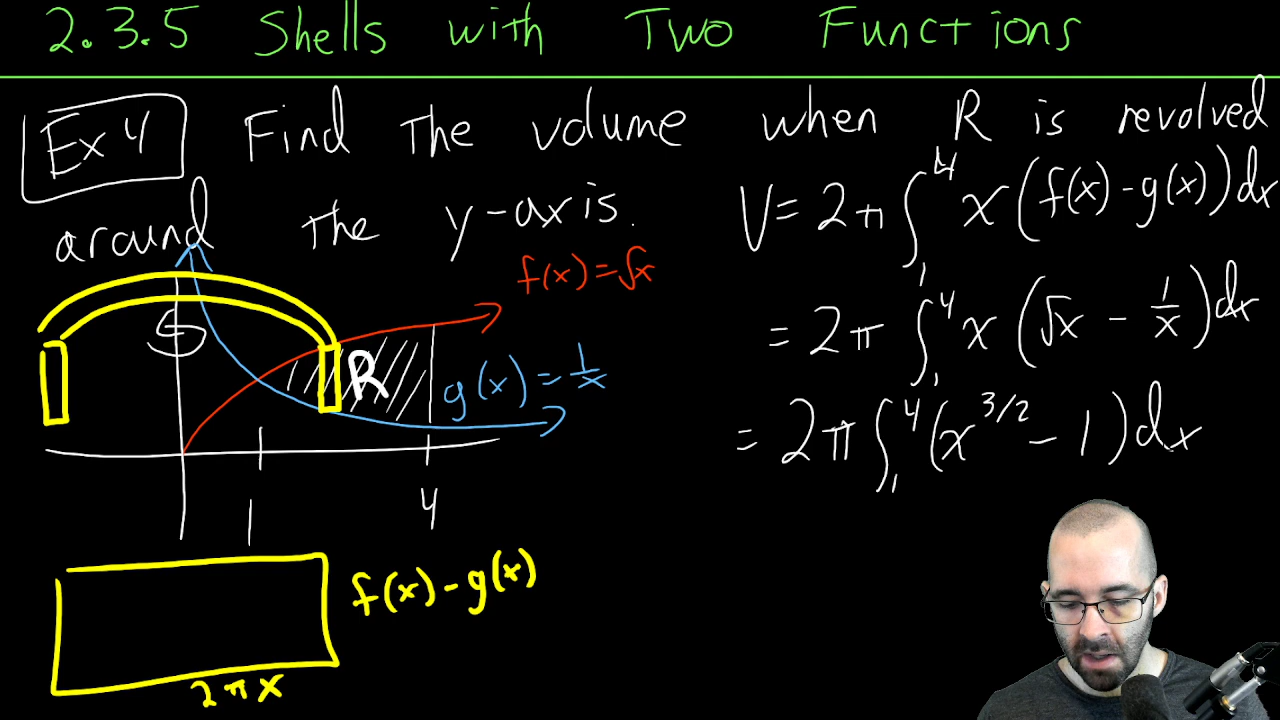 2.3.5 Shells with Two Functions
Ex 4 Find the volume when R is revolved
around the y-axis.
V = 2π ∫₁⁴ x (f(x) - g(x)) dx
f(x) = √x
= 2π ∫₁⁴ x (√x - 1/x) dx
R
g(x) = 1/x
= 2π ∫₁⁴ (x^3/2 - 1) dx
1
4
f(x) - g(x)
2πx